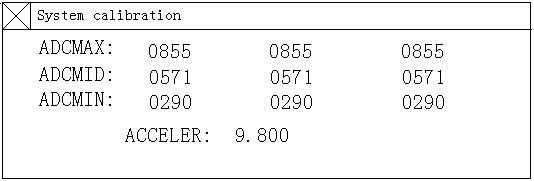 System calibration
ADCMAX: 0855 0855 0855
ADCMID: 0571 0571 0571
ADCMIN: 0290 0290 0290
ACCELER: 9.800